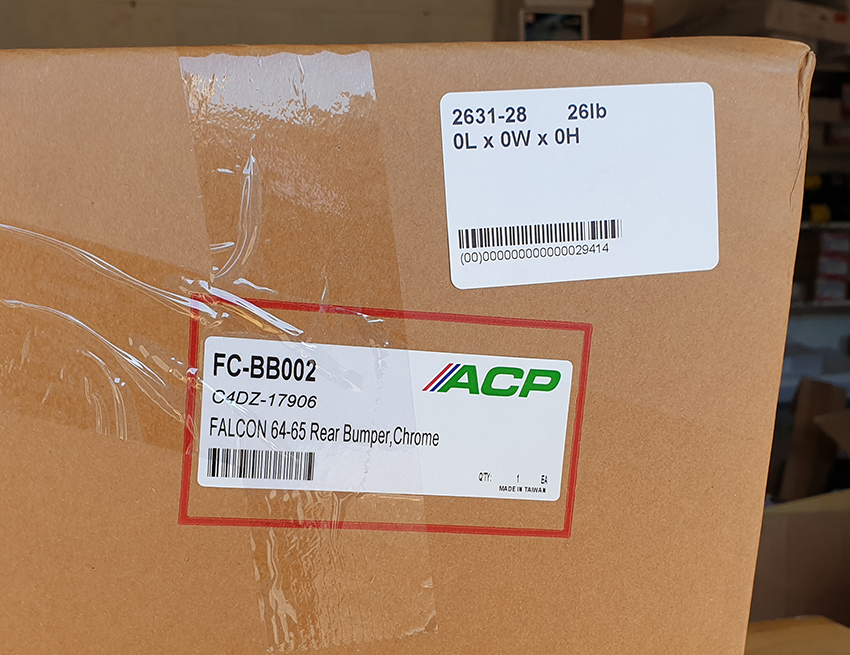 2631-28 26lb
0L x 0W x 0H
(00)000000000000029414
FC-BB002
ACP
C4DZ-17906
FALCON 64-65 Rear Bumper,Chrome
QTY: 1 EA
MADE IN TAIWAN